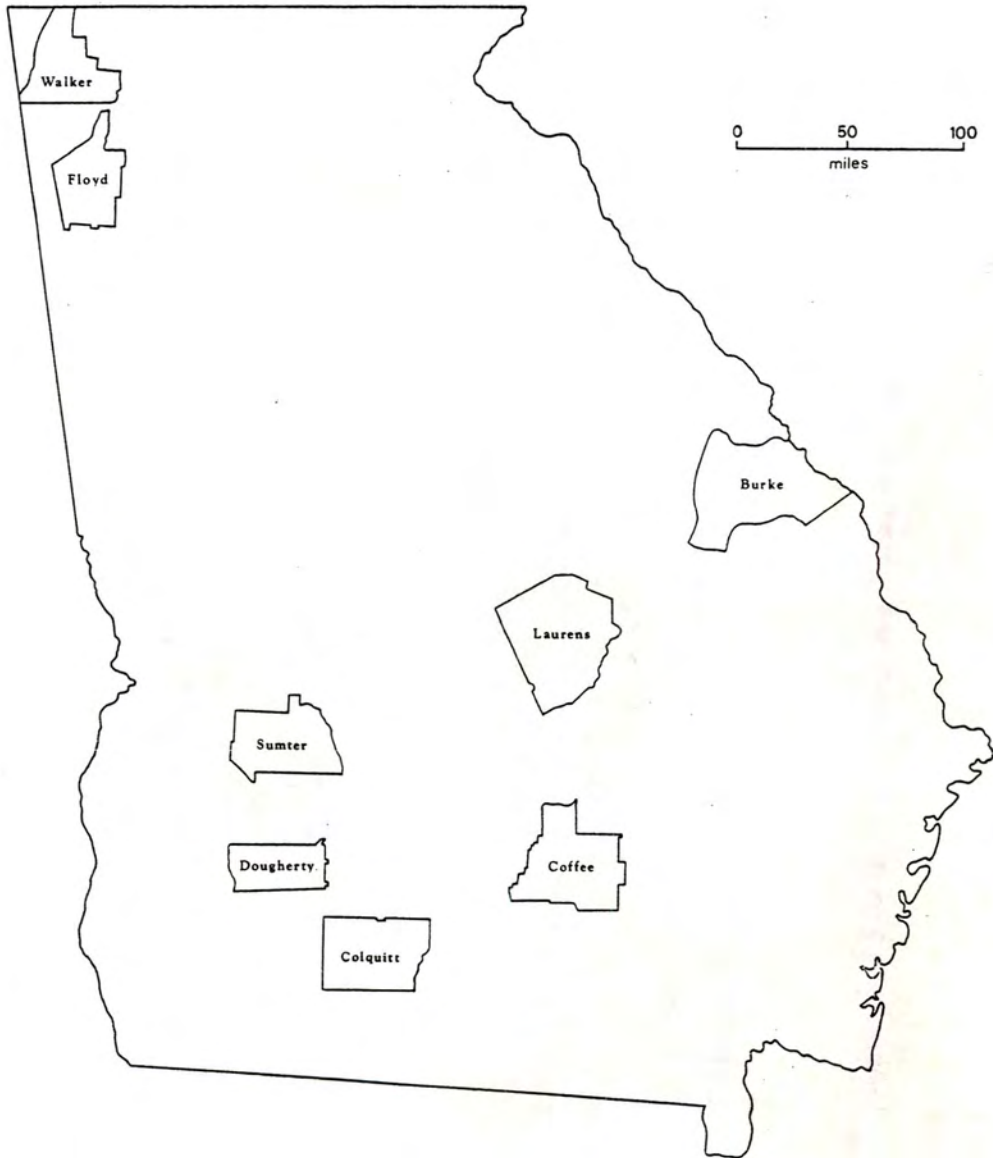 Walker
0 50 100
miles
Floyd
Burke
Laurens
Sumter
Dougherty.
Coffee
Colquitt